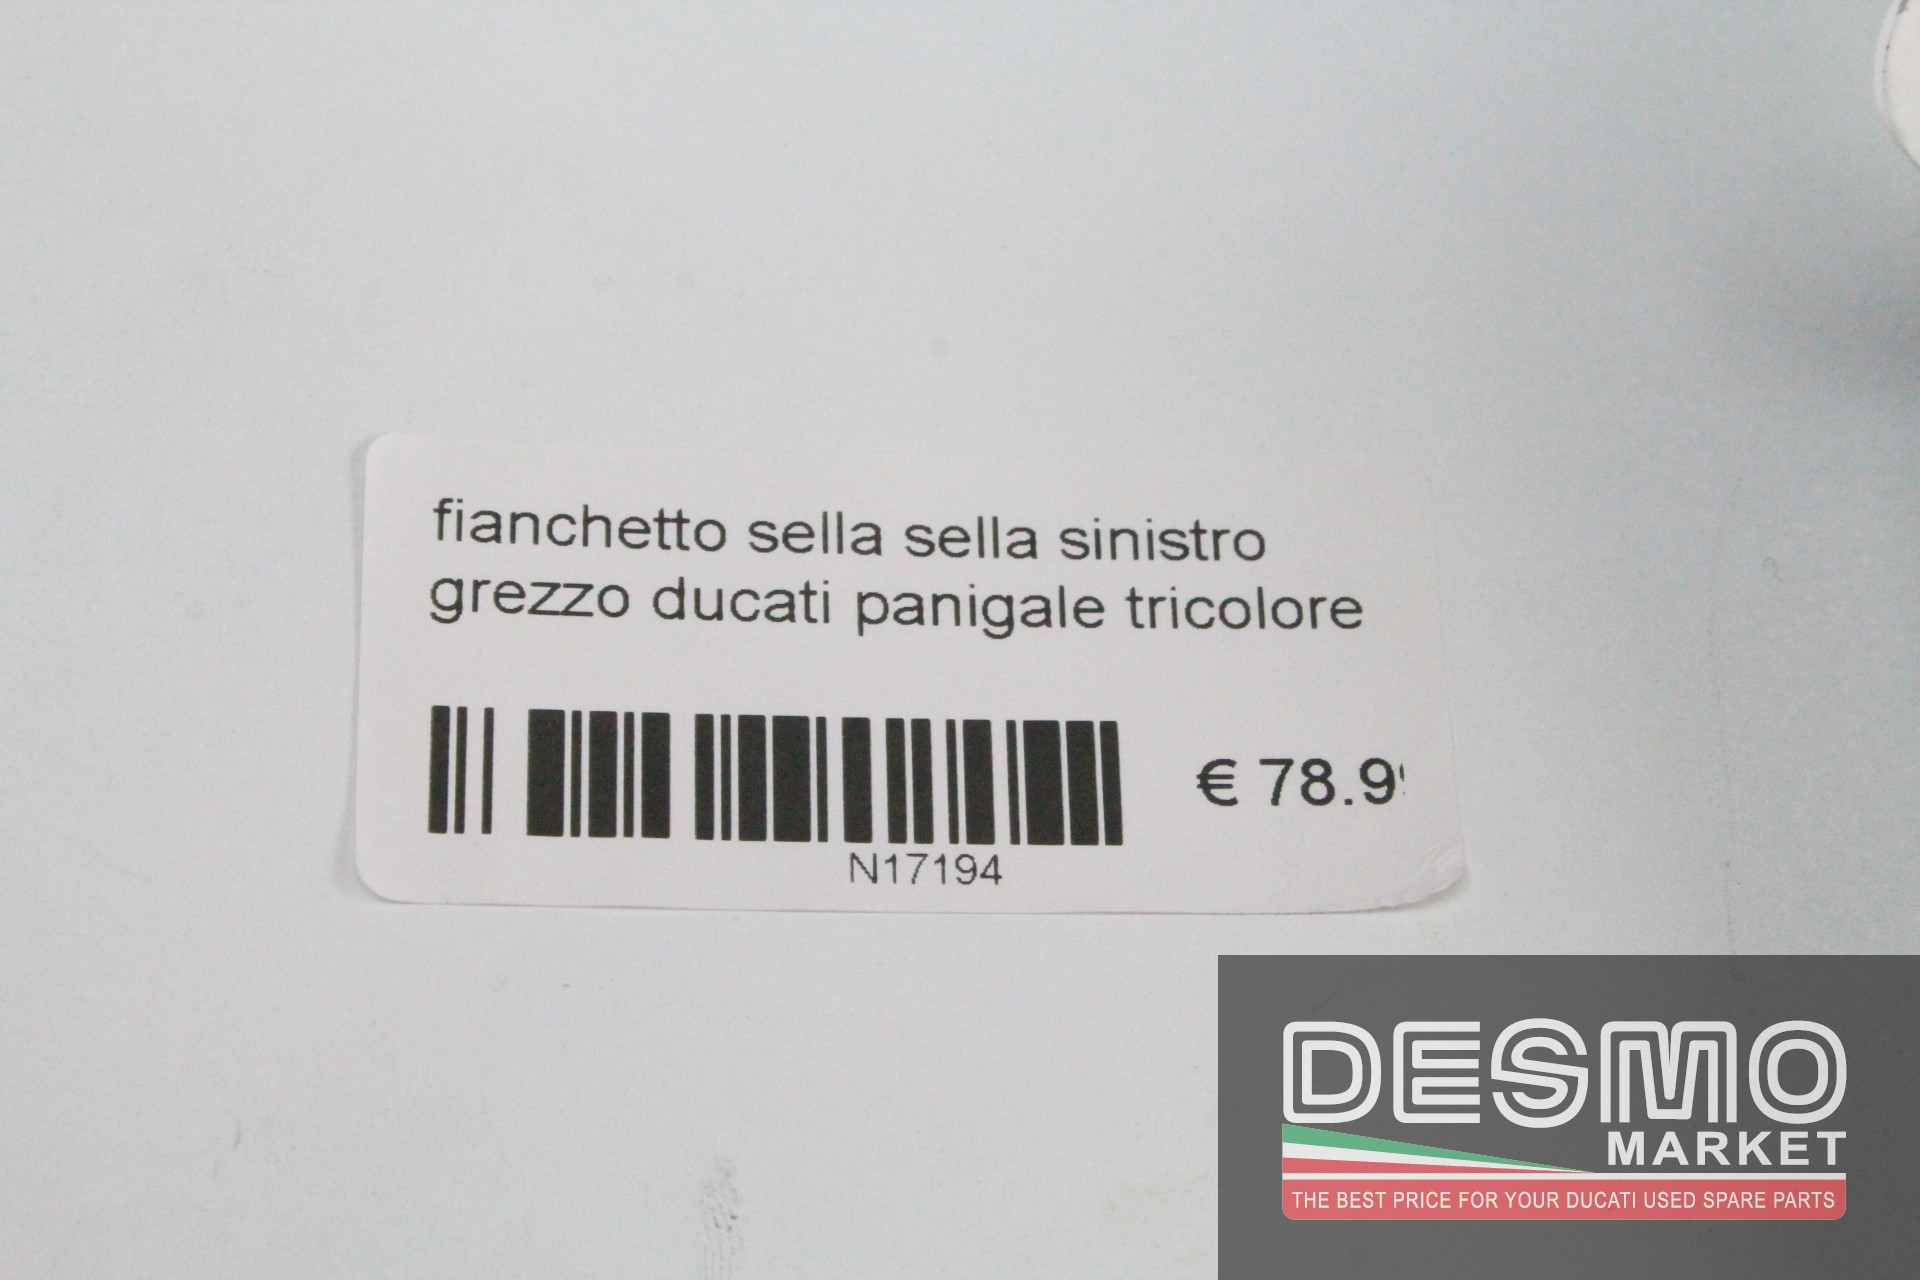 fianchetto sella sella sinistro
grezzo ducati panigale tricolore
€ 78.9
N17194
DESMO
MARKET
THE BEST PRICE FOR YOUR DUCATI USED SPARE PARTS